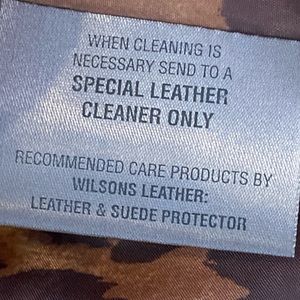 WHEN CLEANING IS
NECESSARY SEND TO A
SPECIAL LEATHER
CLEANER ONLY
RECOMMENDED CARE PRODUCTS BY
WILSONS LEATHER:
LEATHER & SUEDE PROTECTOR